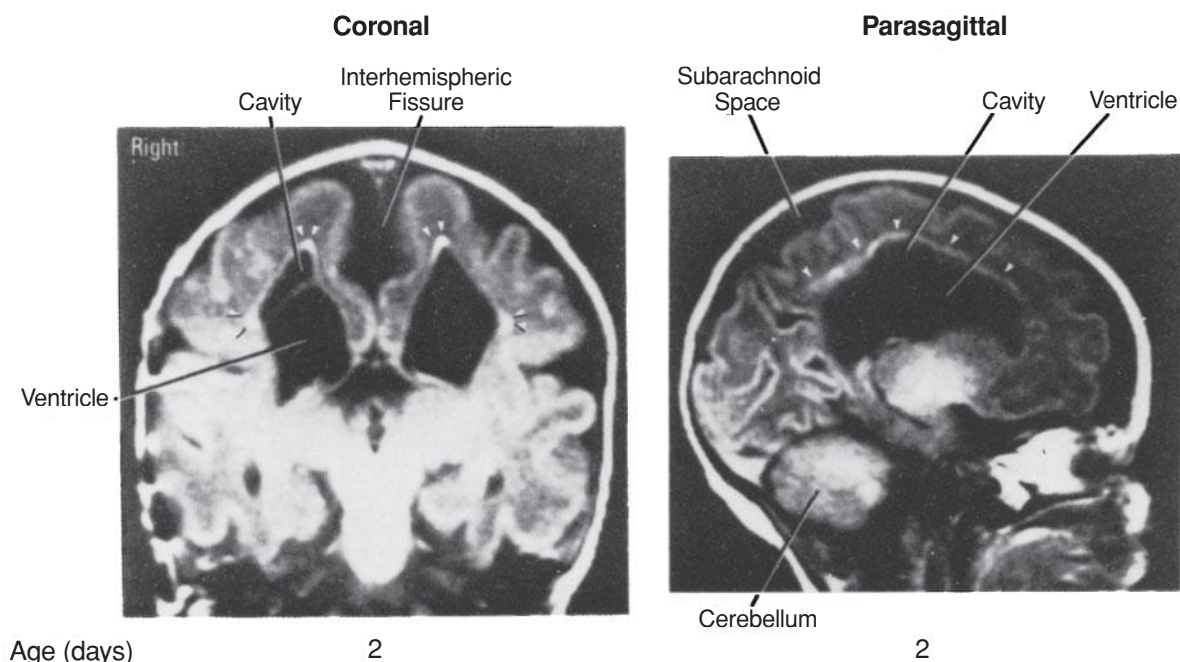 Coronal
Parasagittal
Interhemispheric
Fissure
Cavity
Subarachnoid
Space
Cavity
Ventricle
Right
Ventricle
Cerebellum
Age (days)
2
2